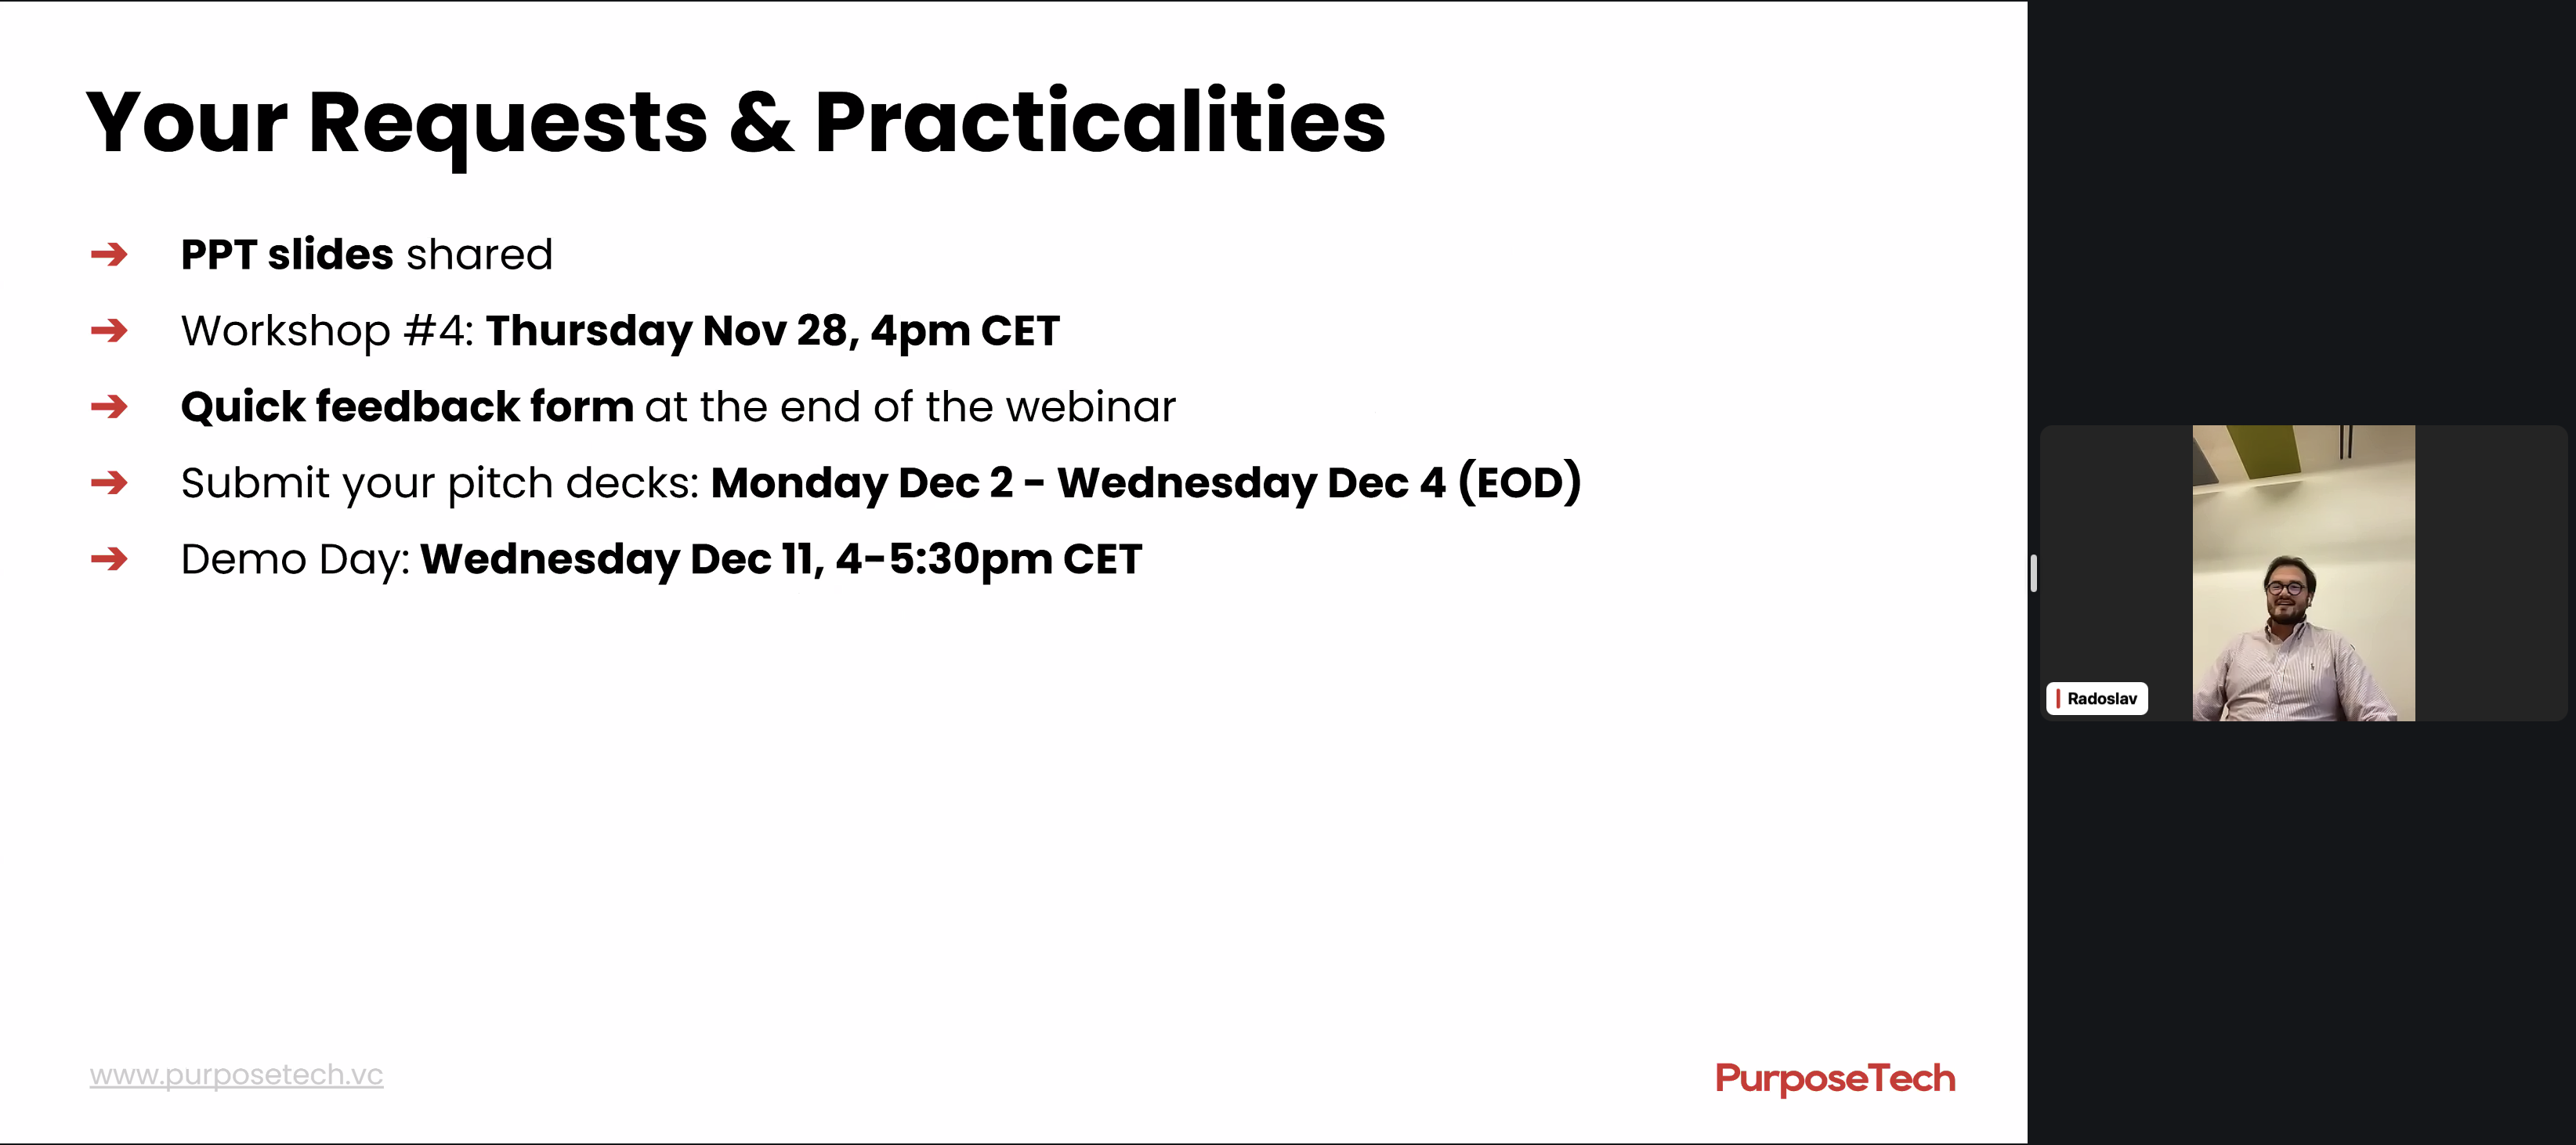 Your Requests & Practicalities
➔ PPT slides shared
➔ Workshop #4: Thursday Nov 28, 4pm CET
➔ Quick feedback form at the end of the webinar
➔ Submit your pitch decks: Monday Dec 2 - Wednesday Dec 4 (EOD)
➔ Demo Day: Wednesday Dec 11, 4-5:30pm CET
www.purposetech.vc
PurposeTech
Radoslav